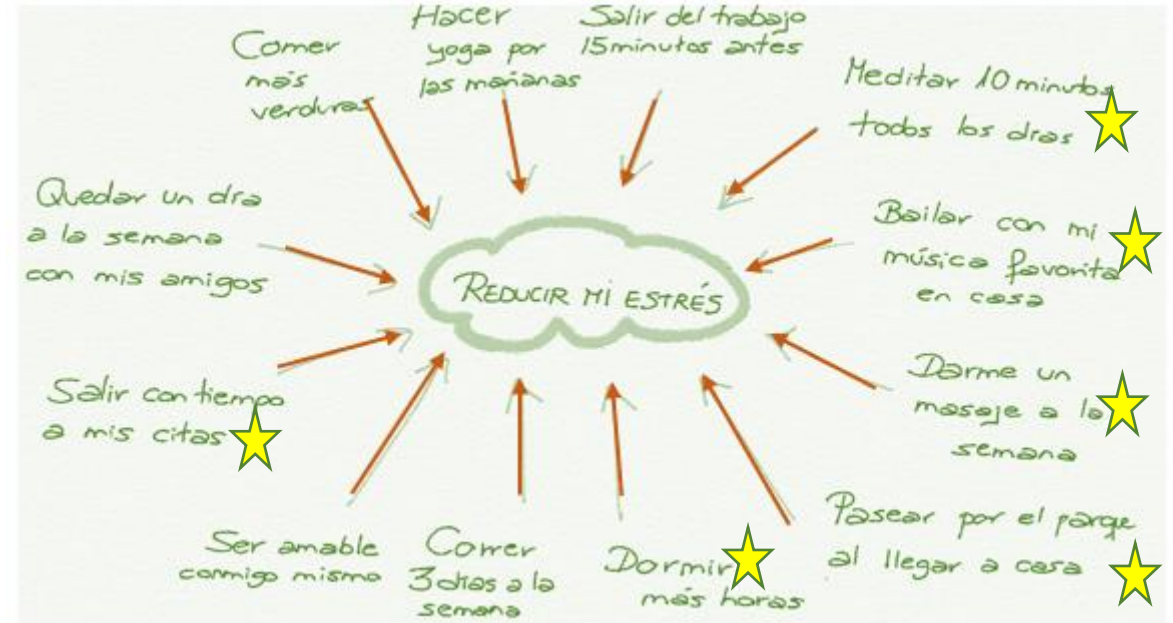 Comer
más
verduras
Hacer
yoga por
las mañanas
Salir del trabajo
15 minutos antes
Meditar 10 minutos
todos los días
Bailar con mi
música favorita
en casa
Darme un
masaje a la
semana
Pasear por el parque
al llegar a casa
Dormir
más horas
Correr
3 días a la
semana
Ser amable
conmigo mismo
Salir con tiempo
a mis citas
Quedar un día
a la semana
con mis amigos
REDUCIR MI ESTRÉS